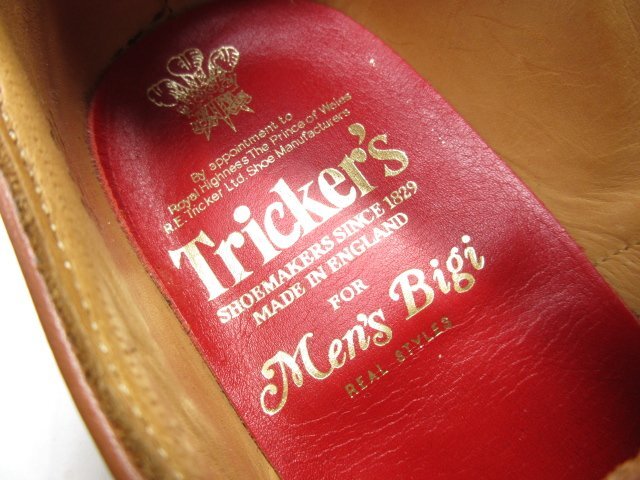 By appointment to
Royal Highness The Prince of Wales
R.E. Tricker Ltd. Shoe Manufacturers
Tricker's
SHOEMAKERS SINCE 1829
MADE IN ENGLAND
FOR
Men's Bigi
REAL STYLES